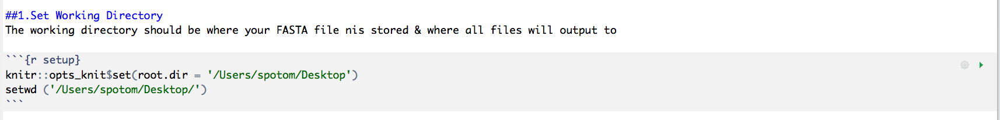 ##1.Set Working Directory
The working directory should be where your FASTA file nis stored & where all files will output to
```{r setup}
knitr::opts_knit$set(root.dir = '/Users/spotom/Desktop')
setwd ('/Users/spotom/Desktop/')
```